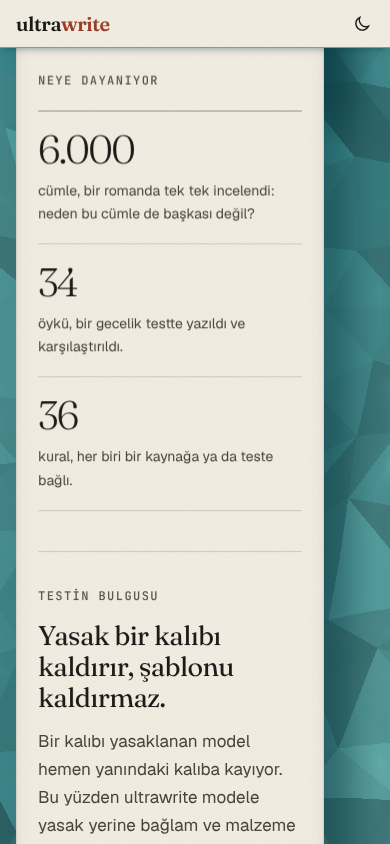 ultrawrite
NEYE DAYANIYOR
6.000
cümle, bir romanda tek tek incelendi:
neden bu cümle de başkası değil?
34
öykü, bir gecelik testte yazıldı ve
karşılaştırıldı.
36
kural, her biri bir kaynağa ya da teste
bağlı.
TESTİN BULGUSU
Yasak bir kalıbı
kaldırır, şablonu
kaldırmaz.
Bir kalıbı yasaklanan model
hemen yanındaki kalıba kayıyor.
Bu yüzden ultrawrite modele
yasak yerine bağlam ve malzeme